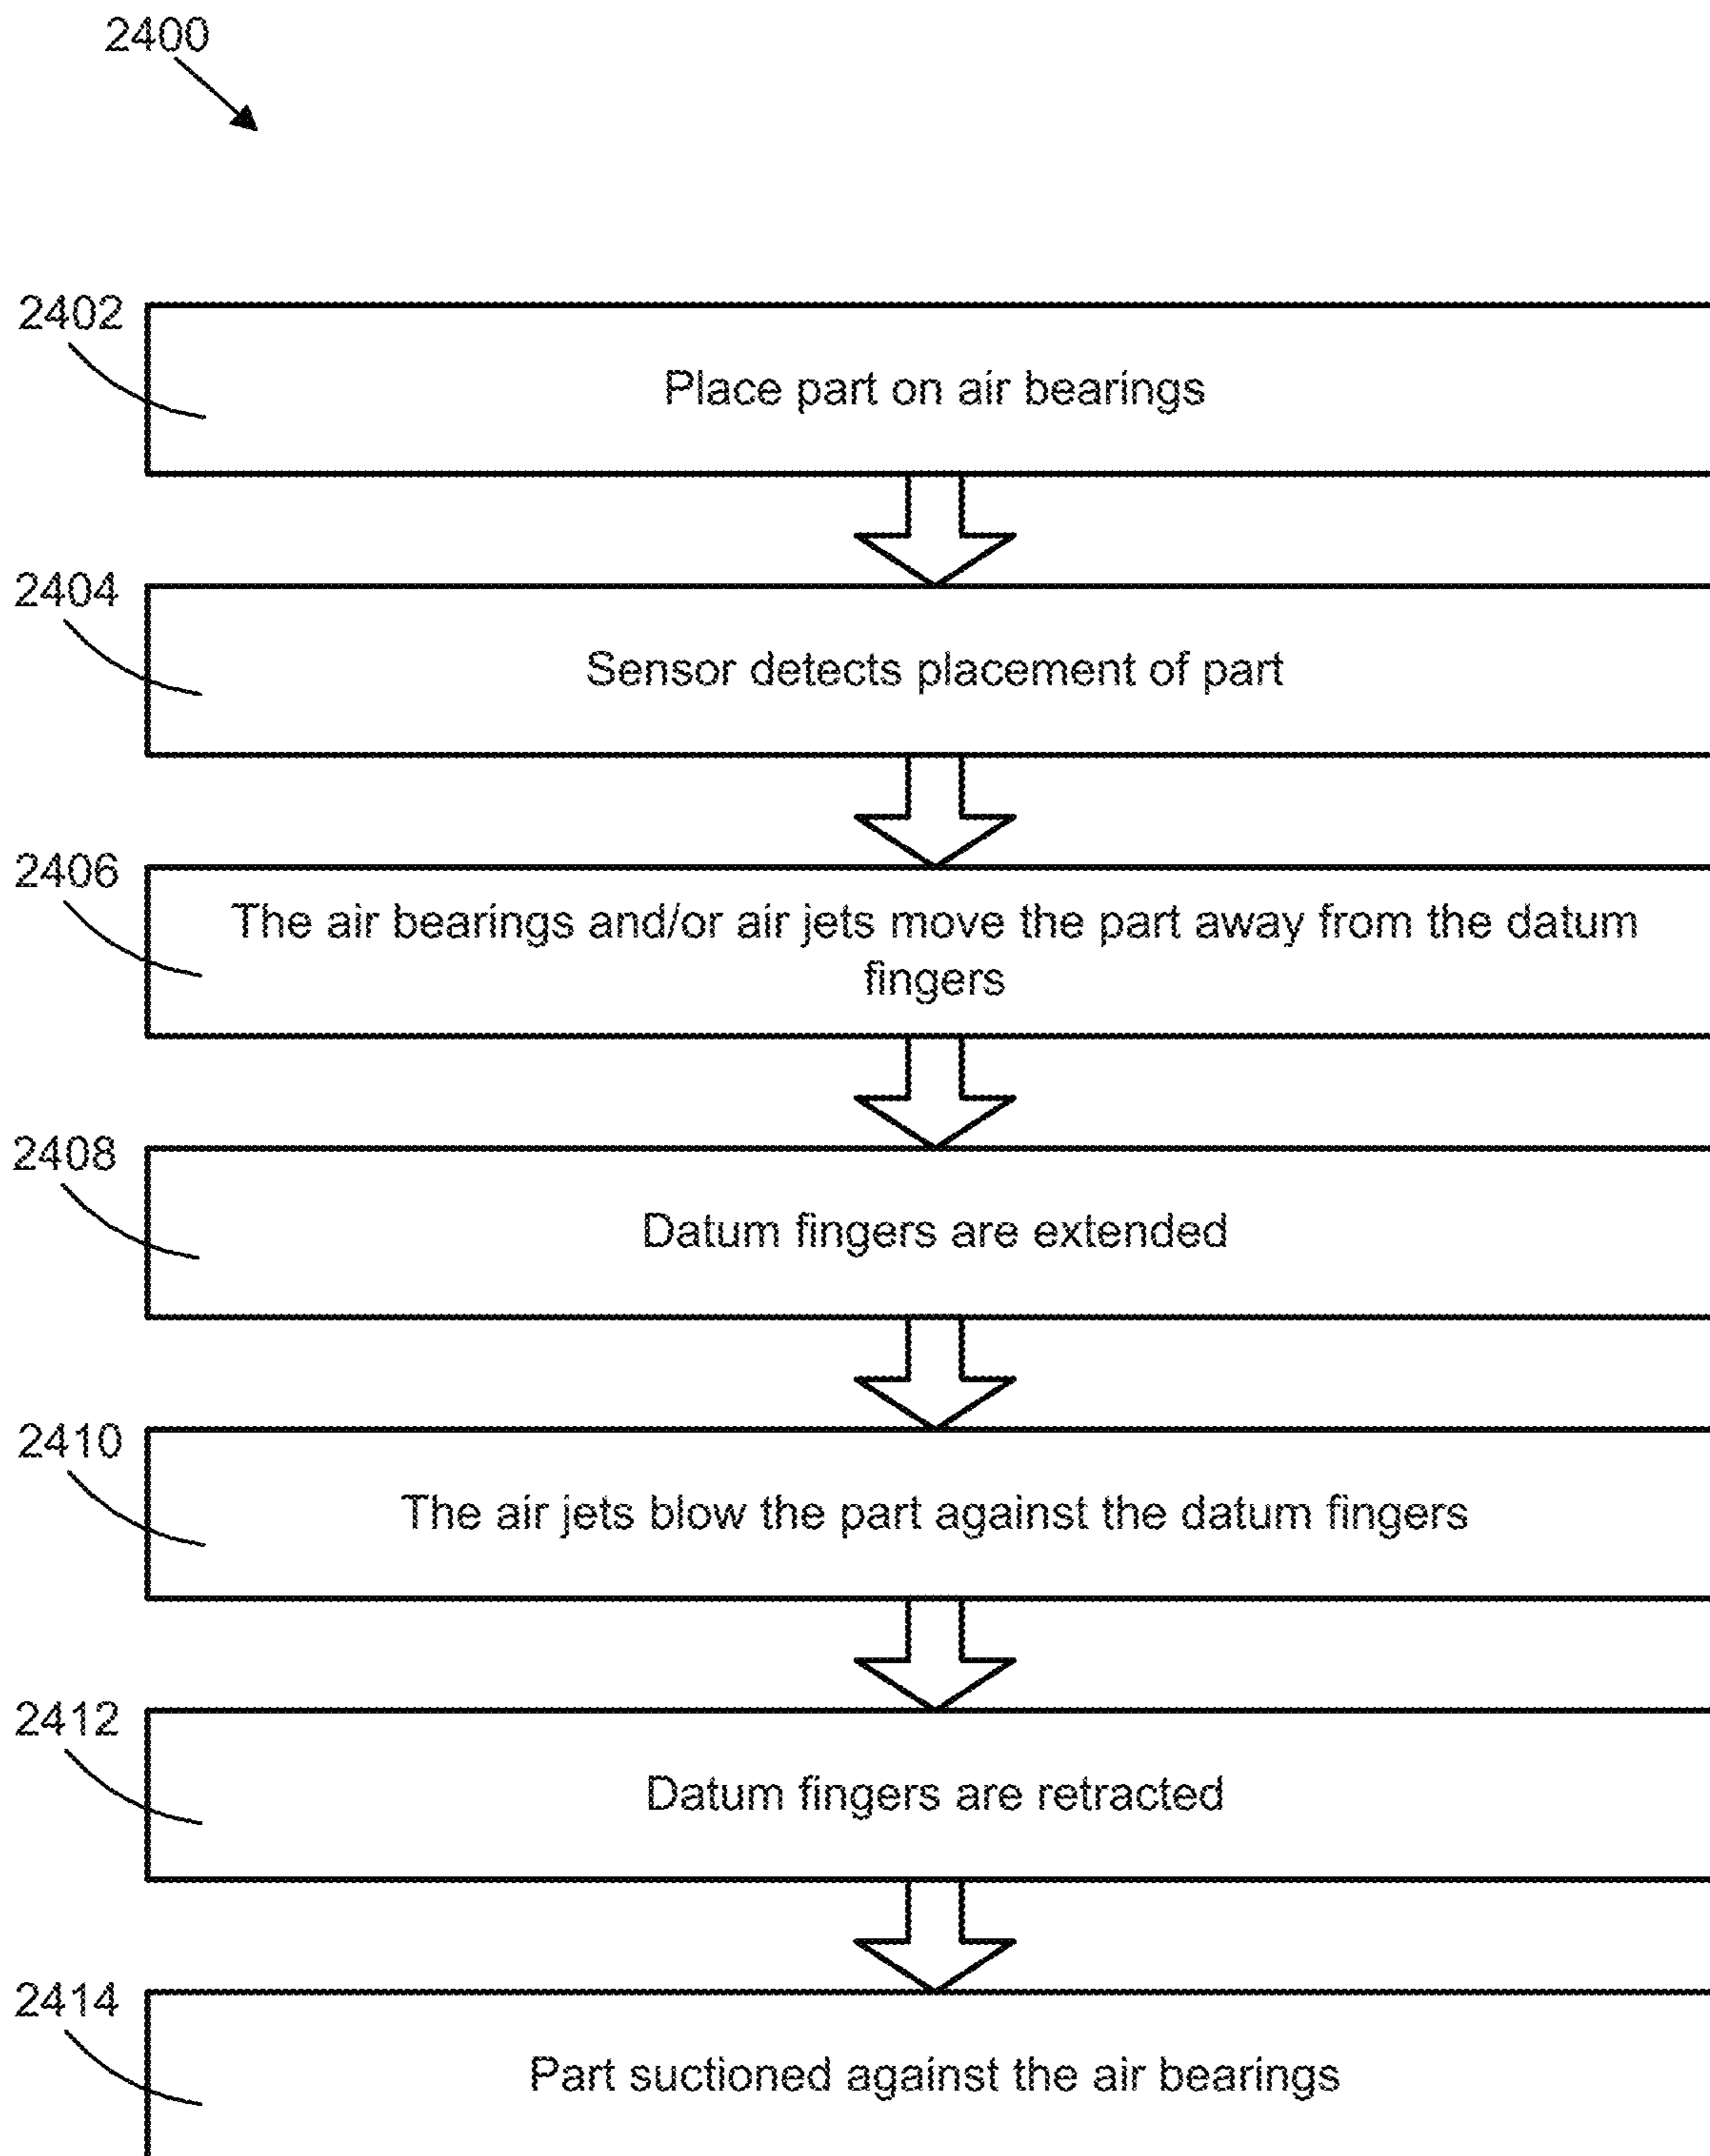 2400
2402
Place part on air bearings
2404
Sensor detects placement of part
2406
The air bearings and/or air jets move the part away from the datum
fingers
2408
Datum fingers are extended
2410
The air jets blow the part against the datum fingers
2412
Datum fingers are retracted
2414
Part suctioned against the air bearings